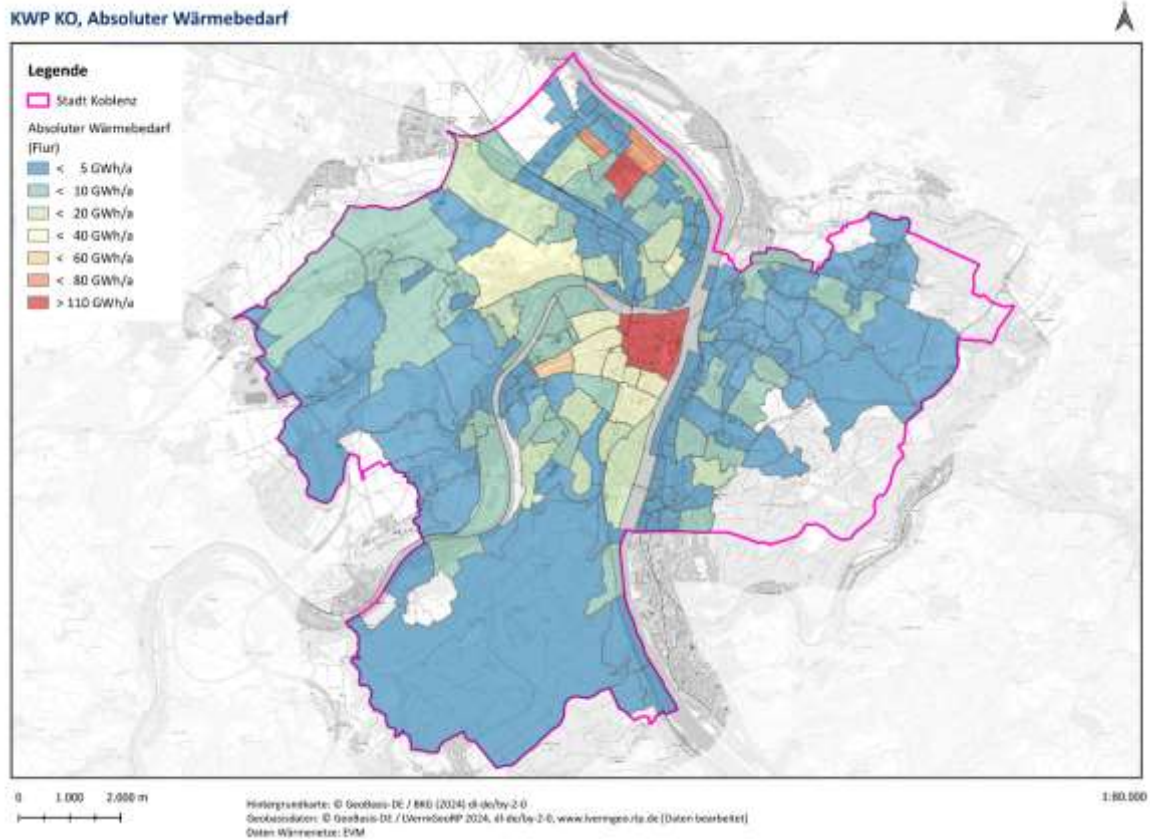 KWP KO, Absoluter Wärmebedarf
Legende
Stadt Koblenz
Absoluter Wärmebedarf
(Flur)
< 5 GWh/a
< 10 GWh/a
< 20 GWh/a
< 40 GWh/a
< 60 GWh/a
< 80 GWh/a
> 110 GWh/a
0 1.000 2.000 m
1:60.000
Hintergrundkarte: © GeoBasis-DE / BKG (2024) dl-de/by-2-0
Geobasisdaten: © GeoBasis-DE / LVermGeoRP 2024, dl-de/by-2-0, www.lvermgeo.rlp.de [Daten bearbeitet]
Daten Wärmenetze: EVM